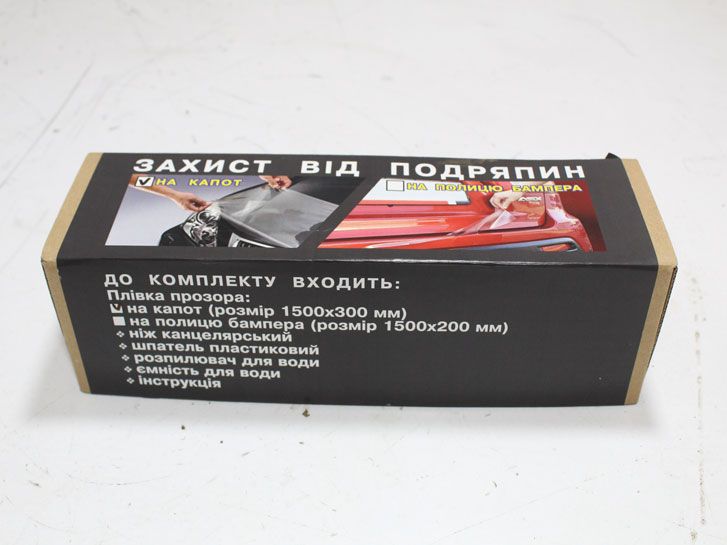 ЗАХИСТ ВІД ПОДРЯПИН
НА КАПОТ
НА ПОЛИЦЮ БАМПЕРА
ДО КОМПЛЕКТУ ВХОДИТЬ:
Плівка прозора:
на капот (розмір 1500х300 мм)
на полицю бампера (розмір 1500х200 мм)
ніж канцелярський
шпатель пластиковий
розпилювач для води
ємність для води
інструкція